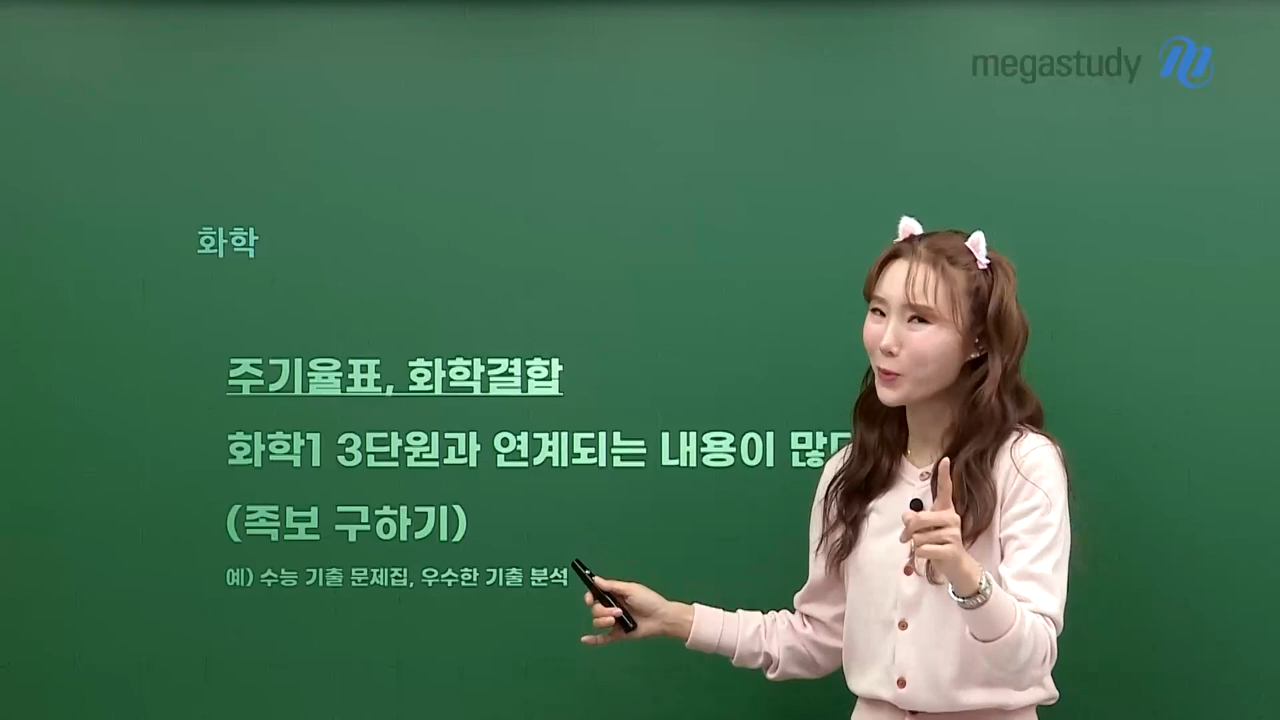 megastudy
화학
주기율표, 화학결합
화학1 3단원과 연계되는 내용이 많
(족보 구하기)
예) 수능 기출 문제집, 우수한 기출 분석